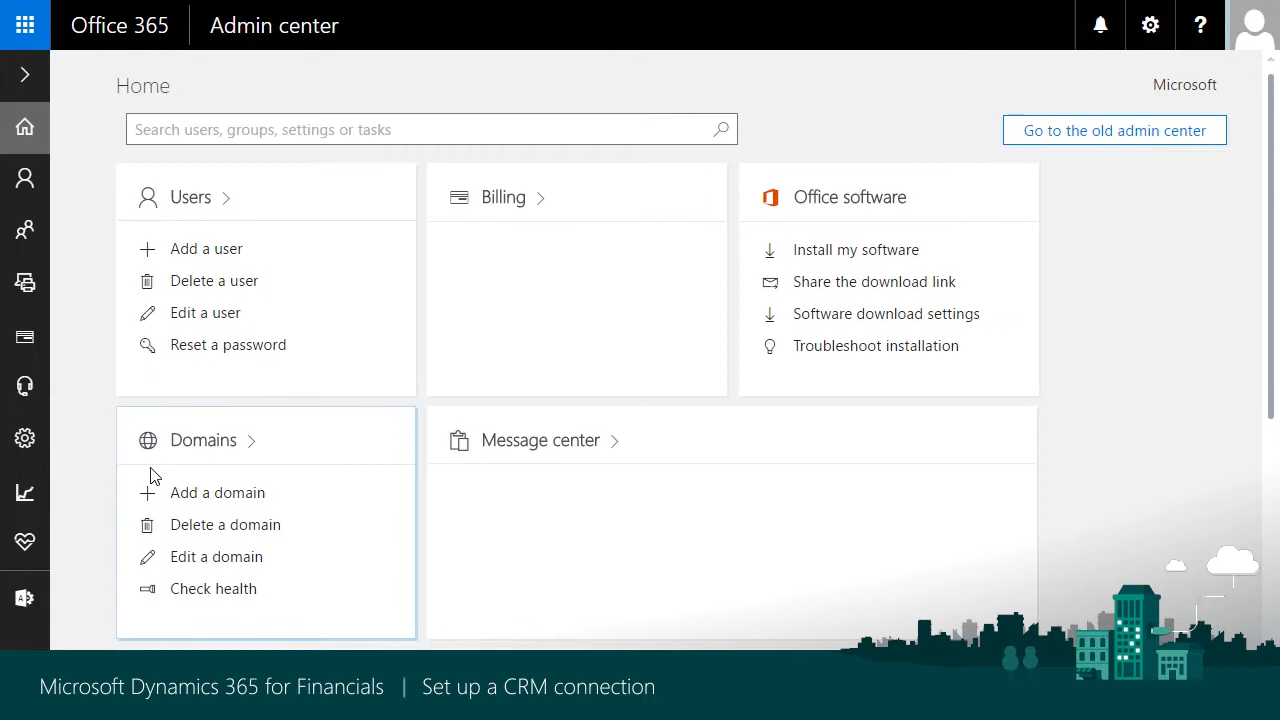 Office 365
Admin center
?
Home
Microsoft
Search users, groups, settings or tasks
Go to the old admin center
Users
Add a user
Delete a user
Edit a user
Reset a password
Billing
Office software
Install my software
Share the download link
Software download settings
Troubleshoot installation
Domains
Add a domain
Delete a domain
Edit a domain
Check health
Message center
Microsoft Dynamics 365 for Financials | Set up a CRM connection